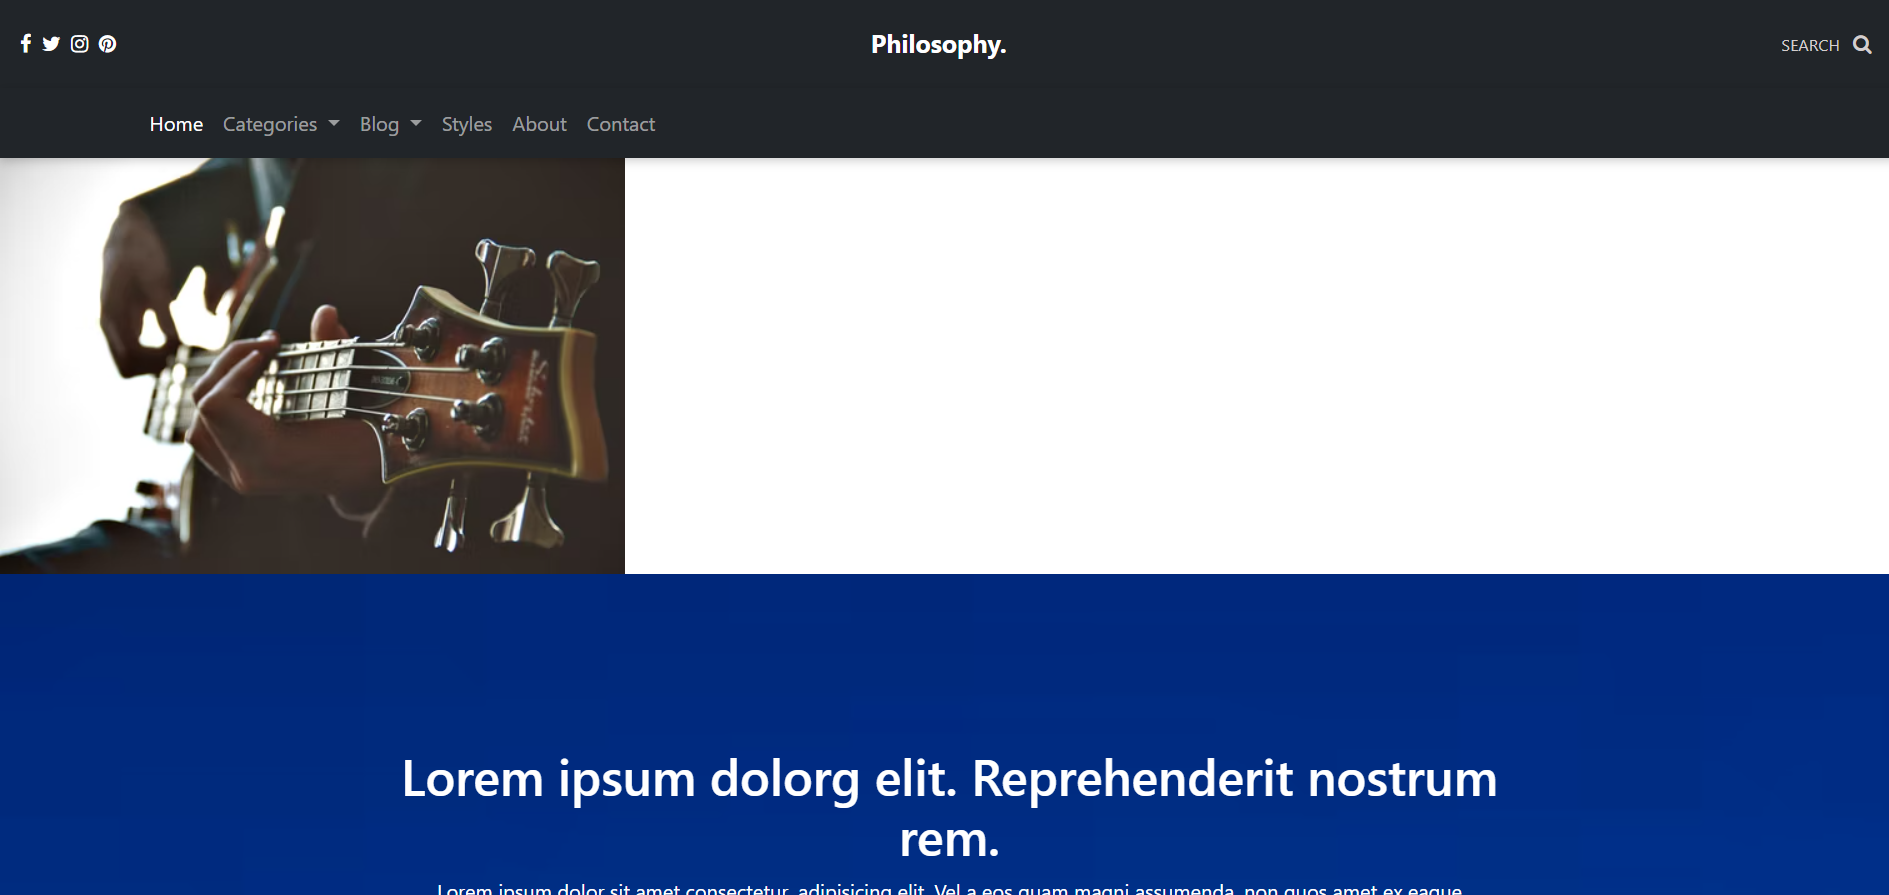 Philosophy.
SEARCH
Home Categories Blog Styles About Contact
Lorem ipsum dolorg elit. Reprehenderit nostrum
rem.
Lorem ipsum dolor sit amet consectetur, adipisicing elit. Vel a eos quam magni assumenda, non quos amet ex eaque